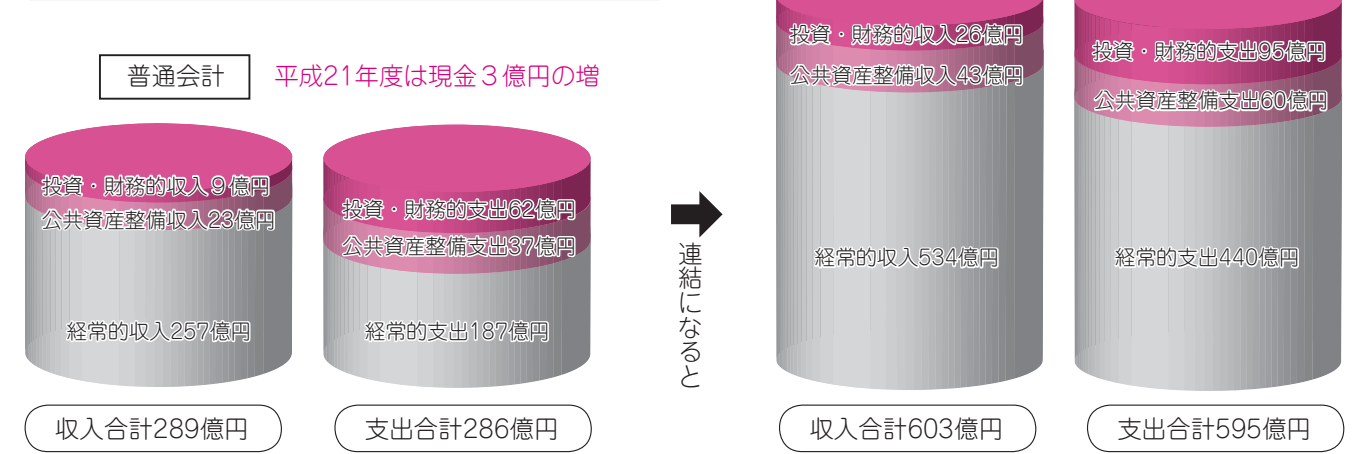 普通会計
平成21年度は現金３億円の増
投資・財務的収入９億円
公共資産整備収入23億円
経常的収入257億円
収入合計289億円
投資・財務的支出62億円
公共資産整備支出37億円
経常的支出187億円
支出合計286億円
連結になると
投資・財務的収入26億円
公共資産整備収入43億円
経常的収入534億円
収入合計603億円
投資・財務的支出95億円
公共資産整備支出60億円
経常的支出440億円
支出合計595億円